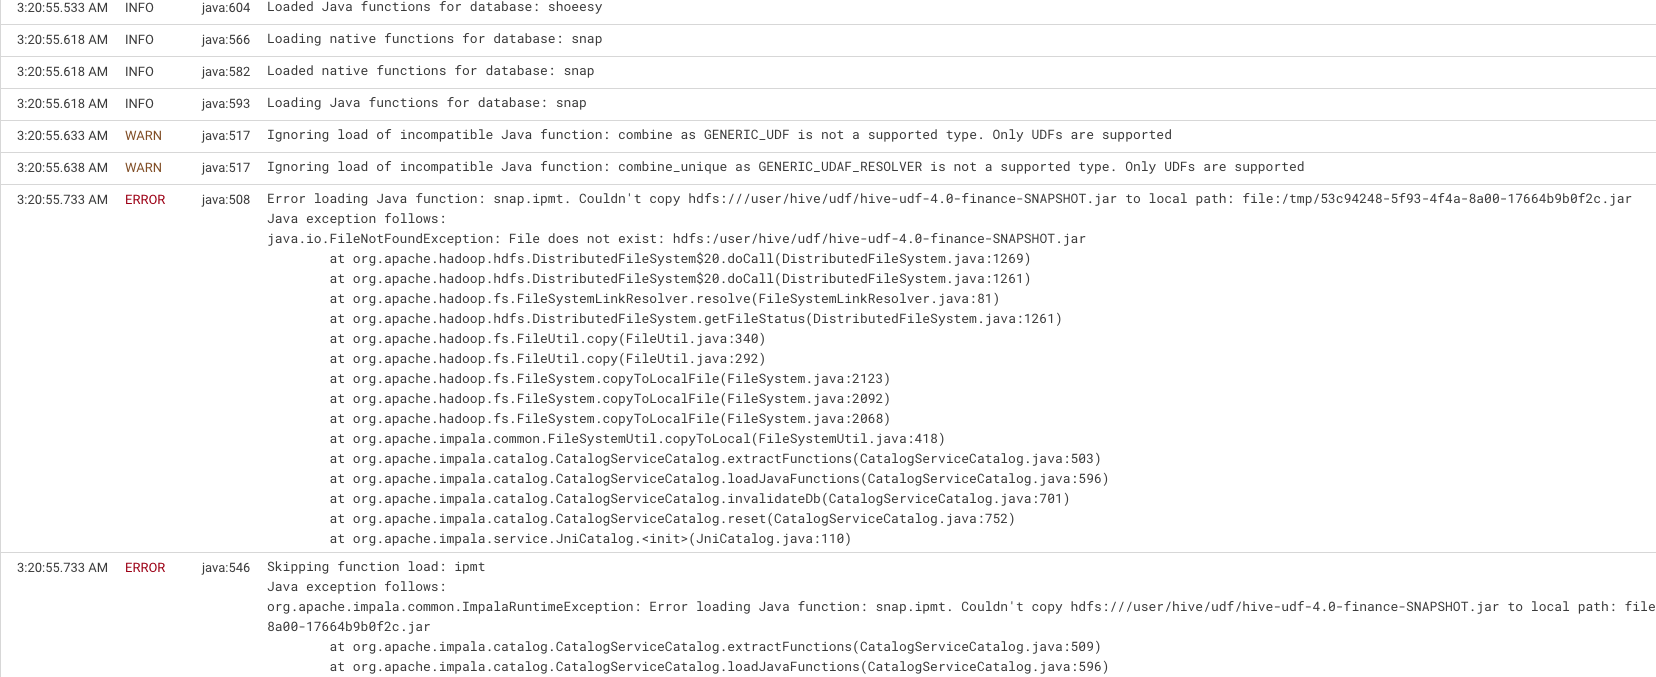 3:20:55.533 AM INFO java:604 Loaded Java functions for database: shoeesy
3:20:55.618 AM INFO java:566 Loading native functions for database: snap
3:20:55.618 AM INFO java:582 Loaded native functions for database: snap
3:20:55.618 AM INFO java:593 Loading Java functions for database: snap
3:20:55.633 AM WARN java:517 Ignoring load of incompatible Java function: combine as GENERIC_UDF is not a supported type. Only UDFs are supported
3:20:55.638 AM WARN java:517 Ignoring load of incompatible Java function: combine_unique as GENERIC_UDAF_RESOLVER is not a supported type. Only UDFs are supported
3:20:55.733 AM ERROR java:508 Error loading Java function: snap.ipmt. Couldn't copy hdfs:///user/hive/udf/hive-udf-4.0-finance-SNAPSHOT.jar to local path: file:/tmp/53c94248-5f93-4f4a-8a00-17664b9b0f2c.jar
Java exception follows:
java.io.FileNotFoundException: File does not exist: hdfs:/user/hive/udf/hive-udf-4.0-finance-SNAPSHOT.jar
at org.apache.hadoop.hdfs.DistributedFileSystem$20.doCall(DistributedFileSystem.java:1269)
at org.apache.hadoop.hdfs.DistributedFileSystem$20.doCall(DistributedFileSystem.java:1261)
at org.apache.hadoop.fs.FileSystemLinkResolver.resolve(FileSystemLinkResolver.java:81)
at org.apache.hadoop.hdfs.DistributedFileSystem.getFileStatus(DistributedFileSystem.java:1261)
at org.apache.hadoop.fs.FileUtil.copy(FileUtil.java:340)
at org.apache.hadoop.fs.FileUtil.copy(FileUtil.java:292)
at org.apache.hadoop.fs.FileSystem.copyToLocalFile(FileSystem.java:2123)
at org.apache.hadoop.fs.FileSystem.copyToLocalFile(FileSystem.java:2092)
at org.apache.hadoop.fs.FileSystem.copyToLocalFile(FileSystem.java:2068)
at org.apache.impala.common.FileSystemUtil.copyToLocal(FileSystemUtil.java:418)
at org.apache.impala.catalog.CatalogServiceCatalog.extractFunctions(CatalogServiceCatalog.java:503)
at org.apache.impala.catalog.CatalogServiceCatalog.loadJavaFunctions(CatalogServiceCatalog.java:596)
at org.apache.impala.catalog.CatalogServiceCatalog.invalidateDb(CatalogServiceCatalog.java:701)
at org.apache.impala.catalog.CatalogServiceCatalog.reset(CatalogServiceCatalog.java:752)
at org.apache.impala.service.JniCatalog.<init>(JniCatalog.java:110)
3:20:55.733 AM ERROR java:546 Skipping function load: ipmt
Java exception follows:
org.apache.impala.common.ImpalaRuntimeException: Error loading Java function: snap.ipmt. Couldn't copy hdfs:///user/hive/udf/hive-udf-4.0-finance-SNAPSHOT.jar to local path: file
8a00-17664b9b0f2c.jar
at org.apache.impala.catalog.CatalogServiceCatalog.extractFunctions(CatalogServiceCatalog.java:509)
at org.apache.impala.catalog.CatalogServiceCatalog.loadJavaFunctions(CatalogServiceCatalog.java:596)